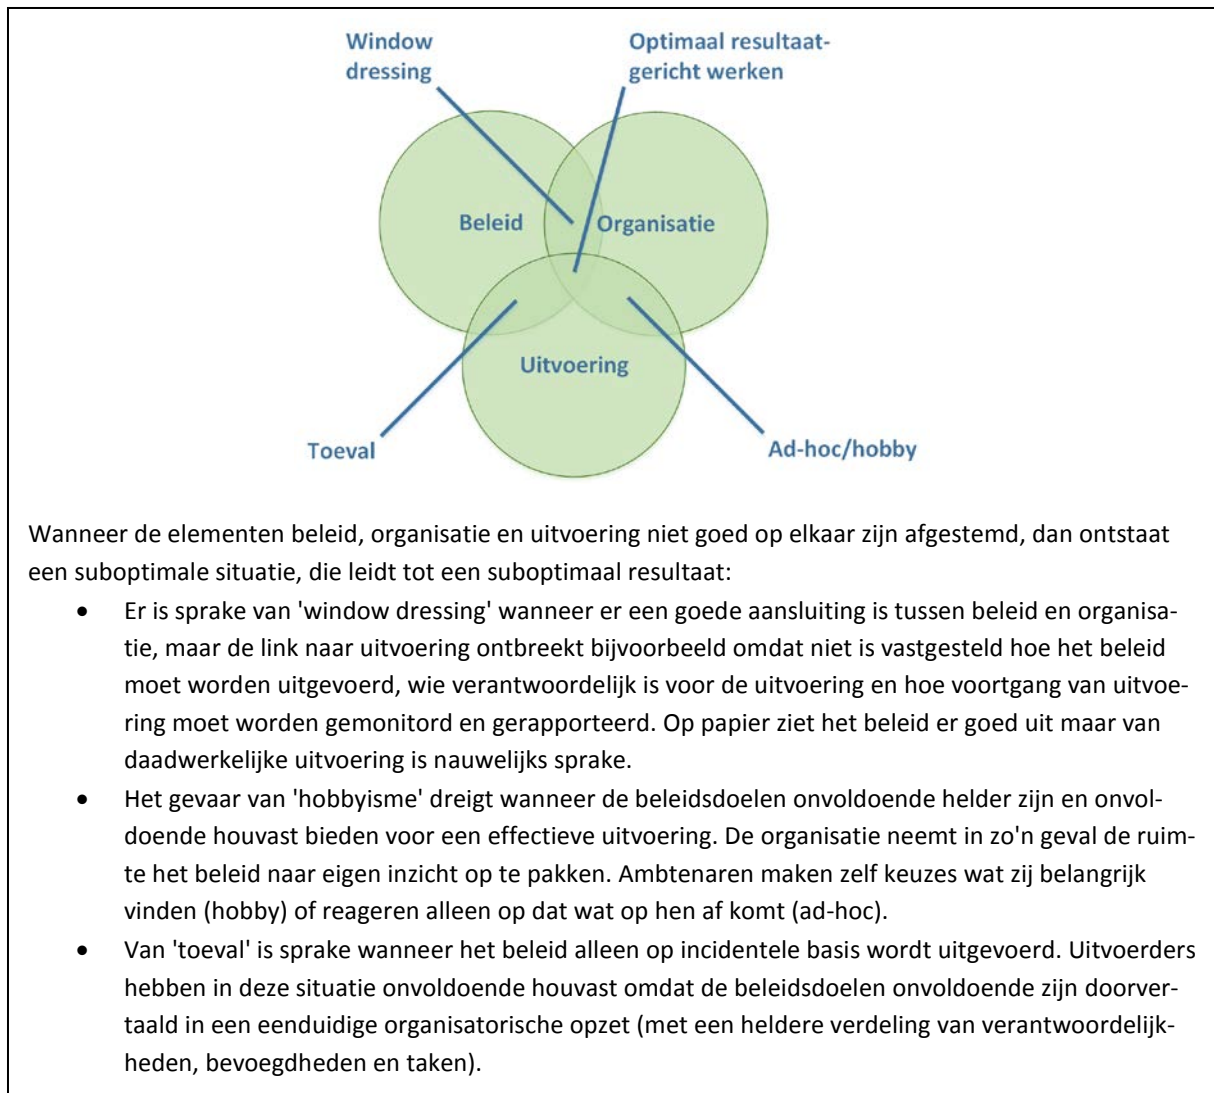 Window
dressing
Optimaal resultaat-
gericht werken
Beleid
Organisatie
Uitvoering
Toeval
Ad-hoc/hobby
Wanneer de elementen beleid, organisatie en uitvoering niet goed op elkaar zijn afgestemd, dan ontstaat
een suboptimale situatie, die leidt tot een suboptimaal resultaat:
• Er is sprake van 'window dressing' wanneer er een goede aansluiting is tussen beleid en organisa-
tie, maar de link naar uitvoering ontbreekt bijvoorbeeld omdat niet is vastgesteld hoe het beleid
moet worden uitgevoerd, wie verantwoordelijk is voor de uitvoering en hoe voortgang van uitvoe-
ring moet worden gemonitord en gerapporteerd. Op papier ziet het beleid er goed uit maar van
daadwerkelijke uitvoering is nauwelijks sprake.
• Het gevaar van 'hobbyisme' dreigt wanneer de beleidsdoelen onvoldoende helder zijn en onvol-
doende houvast bieden voor een effectieve uitvoering. De organisatie neemt in zo'n geval de ruim-
te het beleid naar eigen inzicht op te pakken. Ambtenaren maken zelf keuzes wat zij belangrijk
vinden (hobby) of reageren alleen op dat wat op hen af komt (ad-hoc).
• Van 'toeval' is sprake wanneer het beleid alleen op incidentele basis wordt uitgevoerd. Uitvoerders
hebben in deze situatie onvoldoende houvast omdat de beleidsdoelen onvoldoende zijn doorver-
taald in een eenduidige organisatorische opzet (met een heldere verdeling van verantwoordelijk-
heden, bevoegdheden en taken).